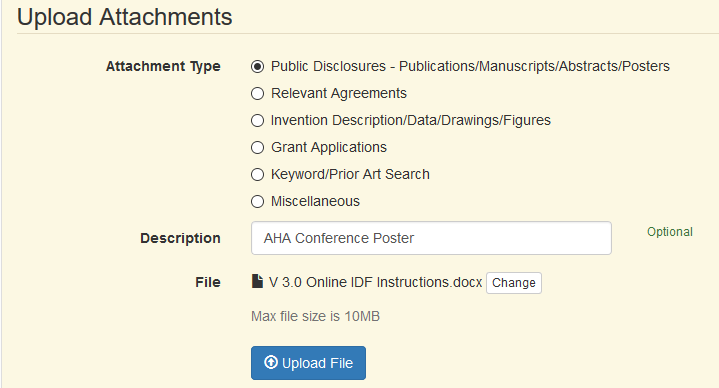 Upload Attachments
Attachment Type
Public Disclosures - Publications/Manuscripts/Abstracts/Posters
Relevant Agreements
Invention Description/Data/Drawings/Figures
Grant Applications
Keyword/Prior Art Search
Miscellaneous
Description AHA Conference Poster Optional
File V 3.0 Online IDF Instructions.docx Change
Max file size is 10MB
Upload File